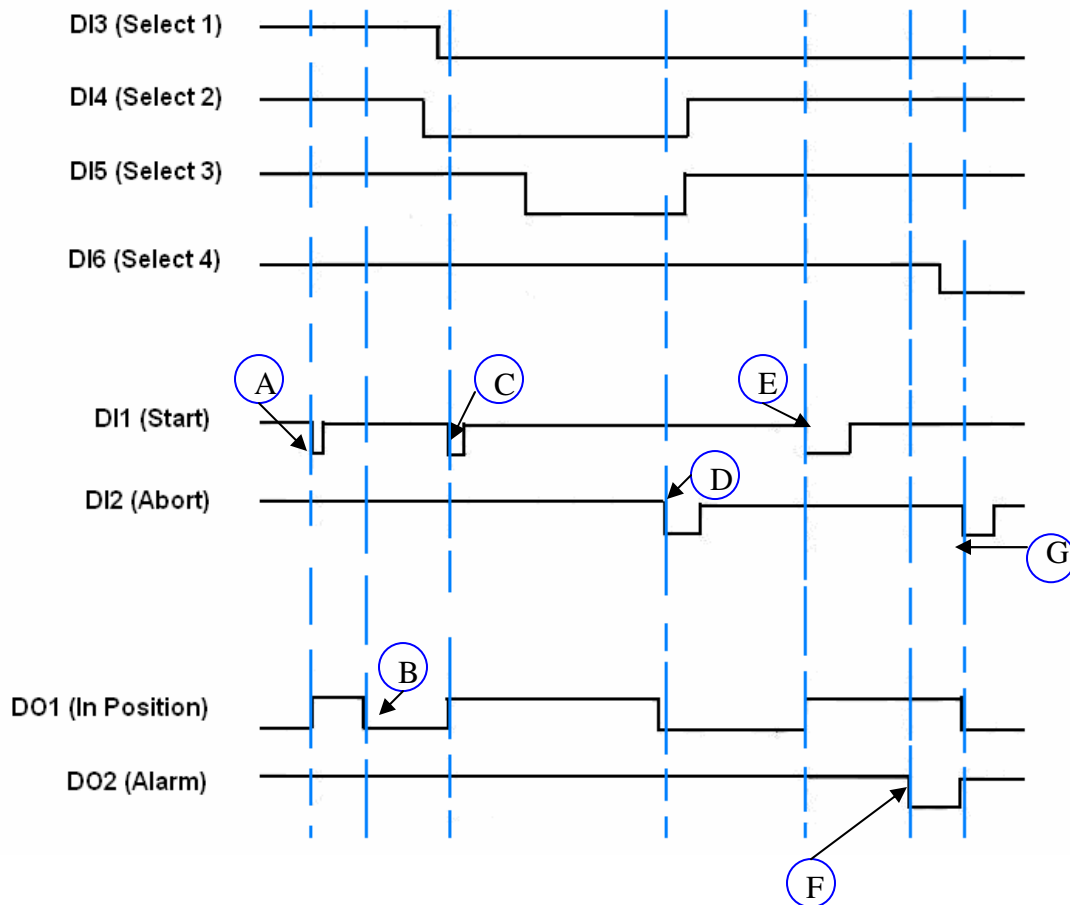 DI3 (Select 1)
DI4 (Select 2)
DI5 (Select 3)
DI6 (Select 4)
A
C
E
DI1 (Start)
D
DI2 (Abort)
G
B
DO1 (In Position)
DO2 (Alarm)
F